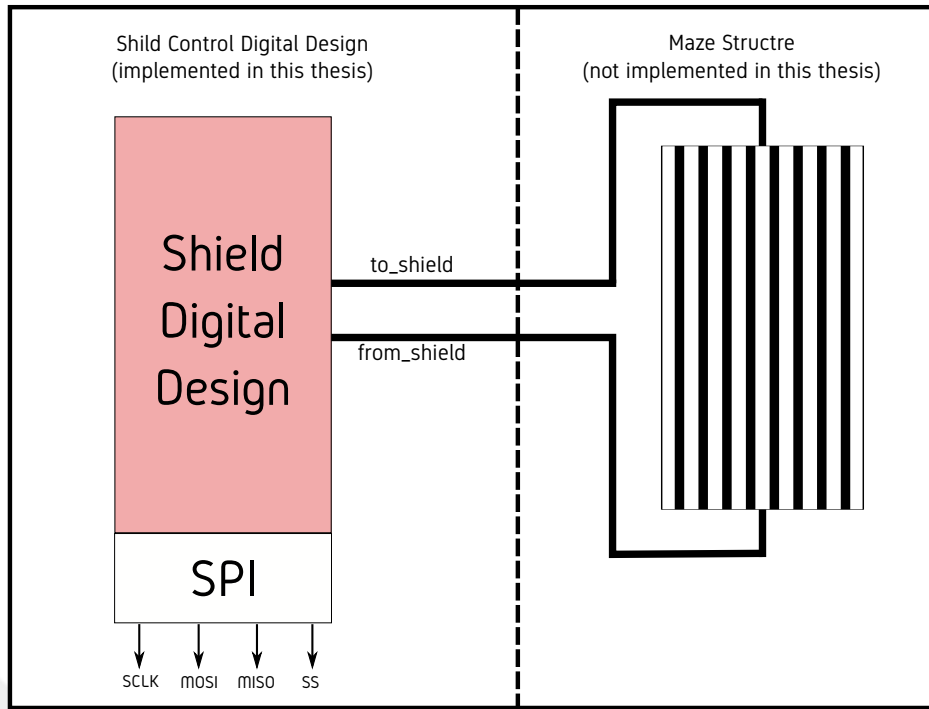 Shild Control Digital Design
(implemented in this thesis)
Maze Structre
(not implemented in this thesis)
Shield
Digital
Design
to_shield
from_shield
SPI
SCLK
MOSI
MISO
SS